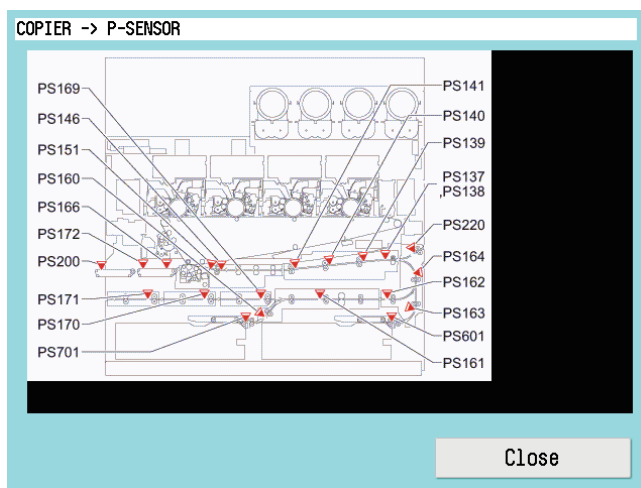 COPIER -> P-SENSOR
PS169
PS146
PS151
PS160
PS166
PS172
PS200
PS171
PS170
PS701
PS141
PS140
PS139
PS137
,PS138
PS220
PS164
PS162
PS163
PS601
PS161
Close